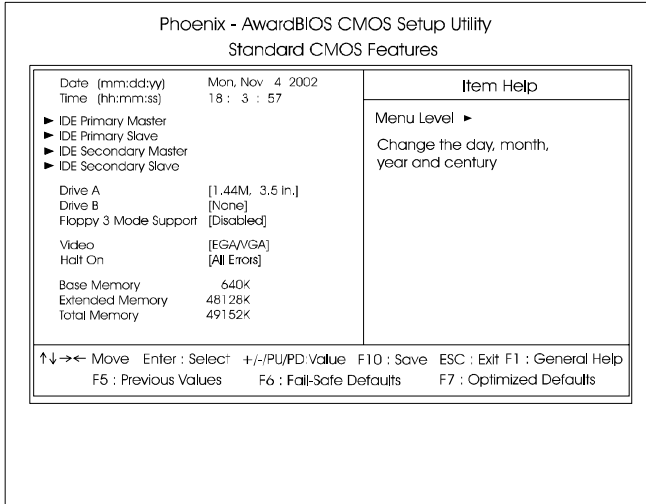 Phoenix - AwardBIOS CMOS Setup Utility
Standard CMOS Features
Date (mm:dd:yy) Mon, Nov 4 2002
Time (hh:mm:ss) 18 : 3 : 57
► IDE Primary Master
► IDE Primary Slave
► IDE Secondary Master
► IDE Secondary Slave
Drive A [1.44M, 3.5 in.]
Drive B [None]
Floppy 3 Mode Support [Disabled]
Video [EGA/VGA]
Halt On [All Errors]
Base Memory 640K
Extended Memory 48128K
Total Memory 49152K
Item Help
Menu Level ►
Change the day, month,
year and century
↑↓→← Move Enter : Select +/-/PU/PD:Value F10 : Save ESC : Exit F1 : General Help
F5 : Previous Values F6 : Fail-Safe Defaults F7 : Optimized Defaults